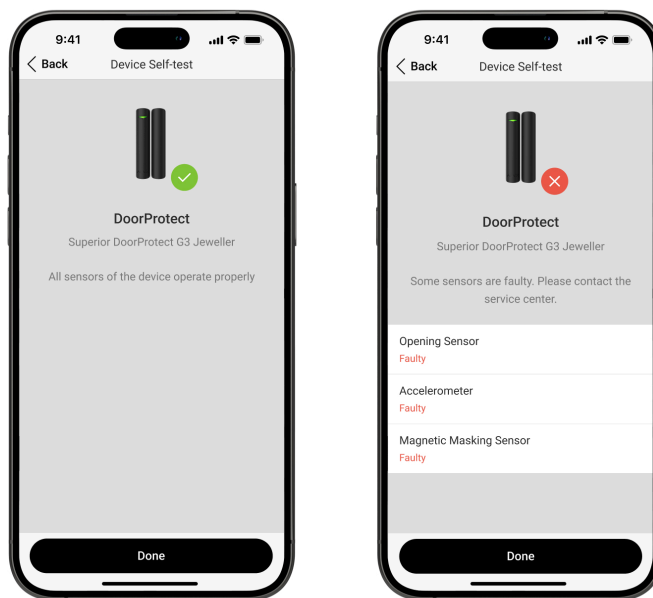 9:41
Back
Device Self-test
DoorProtect
Superior DoorProtect G3 Jeweller
All sensors of the device operate properly
Done
9:41
Back
Device Self-test
DoorProtect
Superior DoorProtect G3 Jeweller
Some sensors are faulty. Please contact the
service center.
Opening Sensor
Faulty
Accelerometer
Faulty
Magnetic Masking Sensor
Faulty
Done